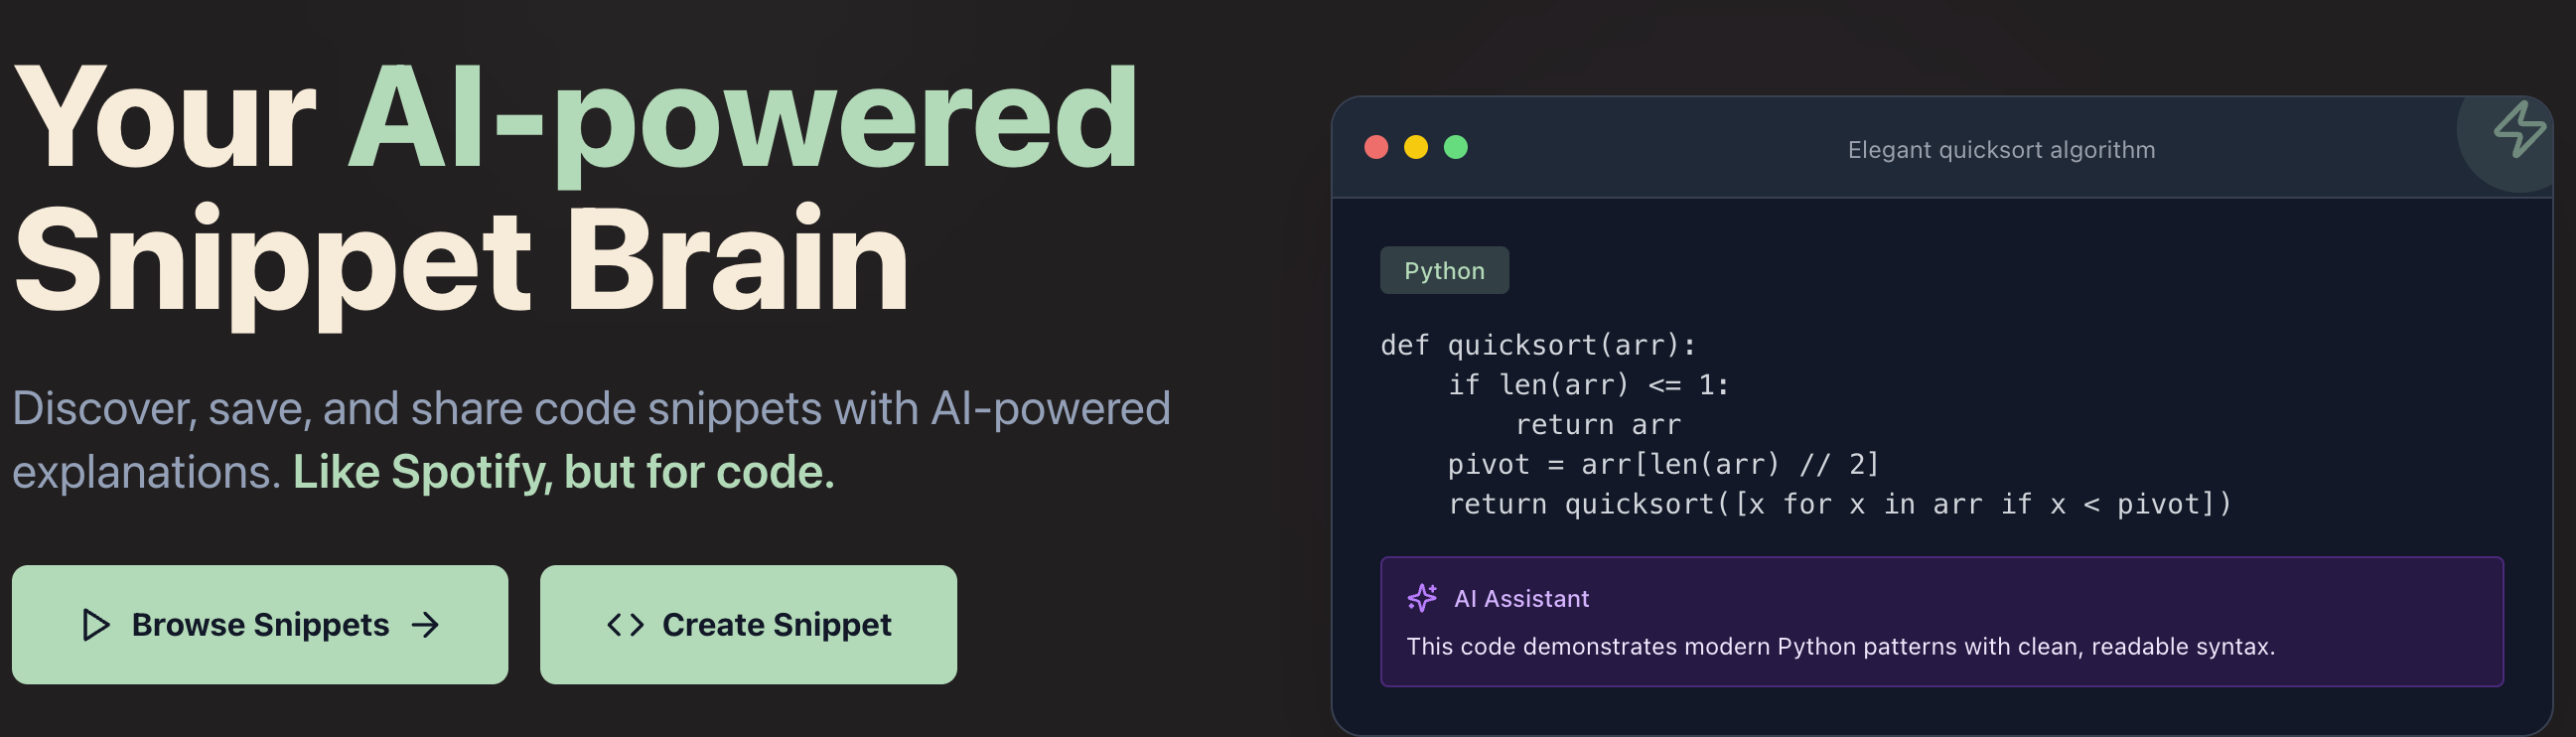 Your AI-powered
Snippet Brain
Discover, save, and share code snippets with AI-powered
explanations. Like Spotify, but for code.
Browse Snippets
Create Snippet
Elegant quicksort algorithm
Python
def quicksort(arr):
    if len(arr) <= 1:
        return arr
    pivot = arr[len(arr) // 2]
    return quicksort([x for x in arr if x < pivot])
AI Assistant
This code demonstrates modern Python patterns with clean, readable syntax.